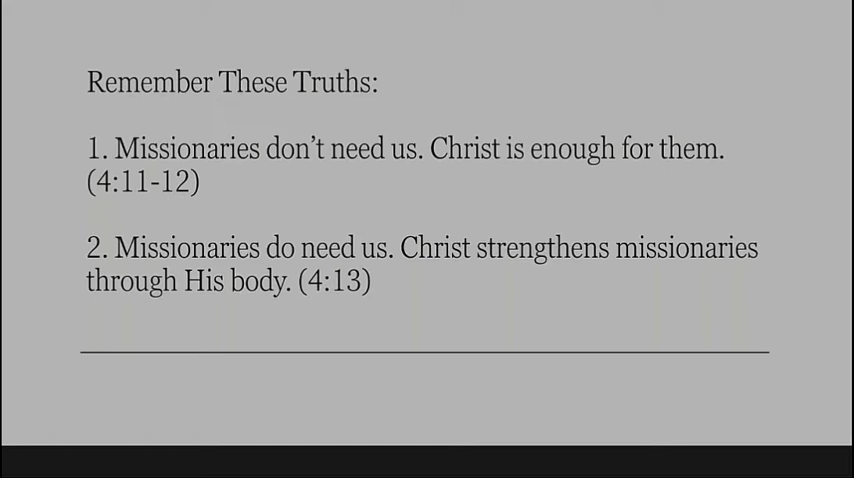 Remember These Truths:
1. Missionaries don’t need us. Christ is enough for them.
(4:11-12)
2. Missionaries do need us. Christ strengthens missionaries
through His body. (4:13)